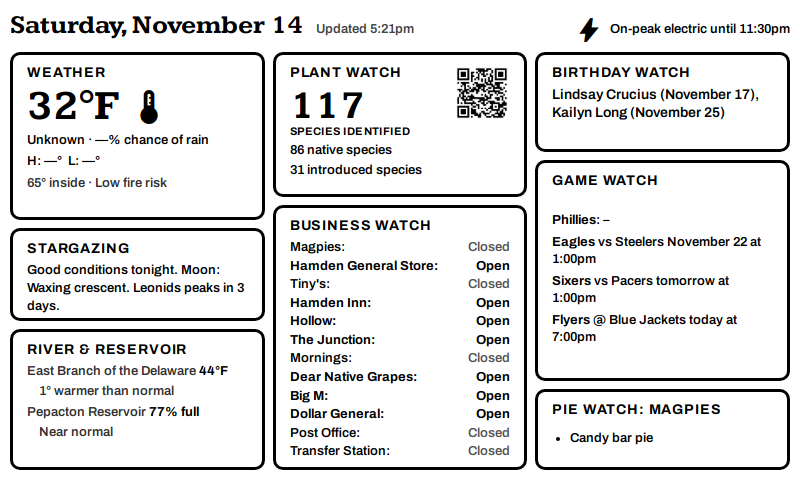 Saturday, November 14 Updated 5:21pm
On-peak electric until 11:30pm
WEATHER
32°F
Unknown · —% chance of rain
H: —° L: —°
65° inside · Low fire risk
STARGAZING
Good conditions tonight. Moon:
Waxing crescent. Leonids peaks in 3
days.
RIVER & RESERVOIR
East Branch of the Delaware 44°F
1° warmer than normal
Pepacton Reservoir 77% full
Near normal
PLANT WATCH
117
SPECIES IDENTIFIED
86 native species
31 introduced species
BUSINESS WATCH
Magpies: Closed
Hamden General Store: Open
Tiny's: Closed
Hamden Inn: Open
Hollow: Open
The Junction: Open
Mornings: Closed
Dear Native Grapes: Open
Big M: Open
Dollar General: Open
Post Office: Closed
Transfer Station: Closed
BIRTHDAY WATCH
Lindsay Crucius (November 17),
Kailyn Long (November 25)
GAME WATCH
Phillies: –
Eagles vs Steelers November 22 at
1:00pm
Sixers vs Pacers tomorrow at
1:00pm
Flyers @ Blue Jackets today at
7:00pm
PIE WATCH: MAGPIES
• Candy bar pie